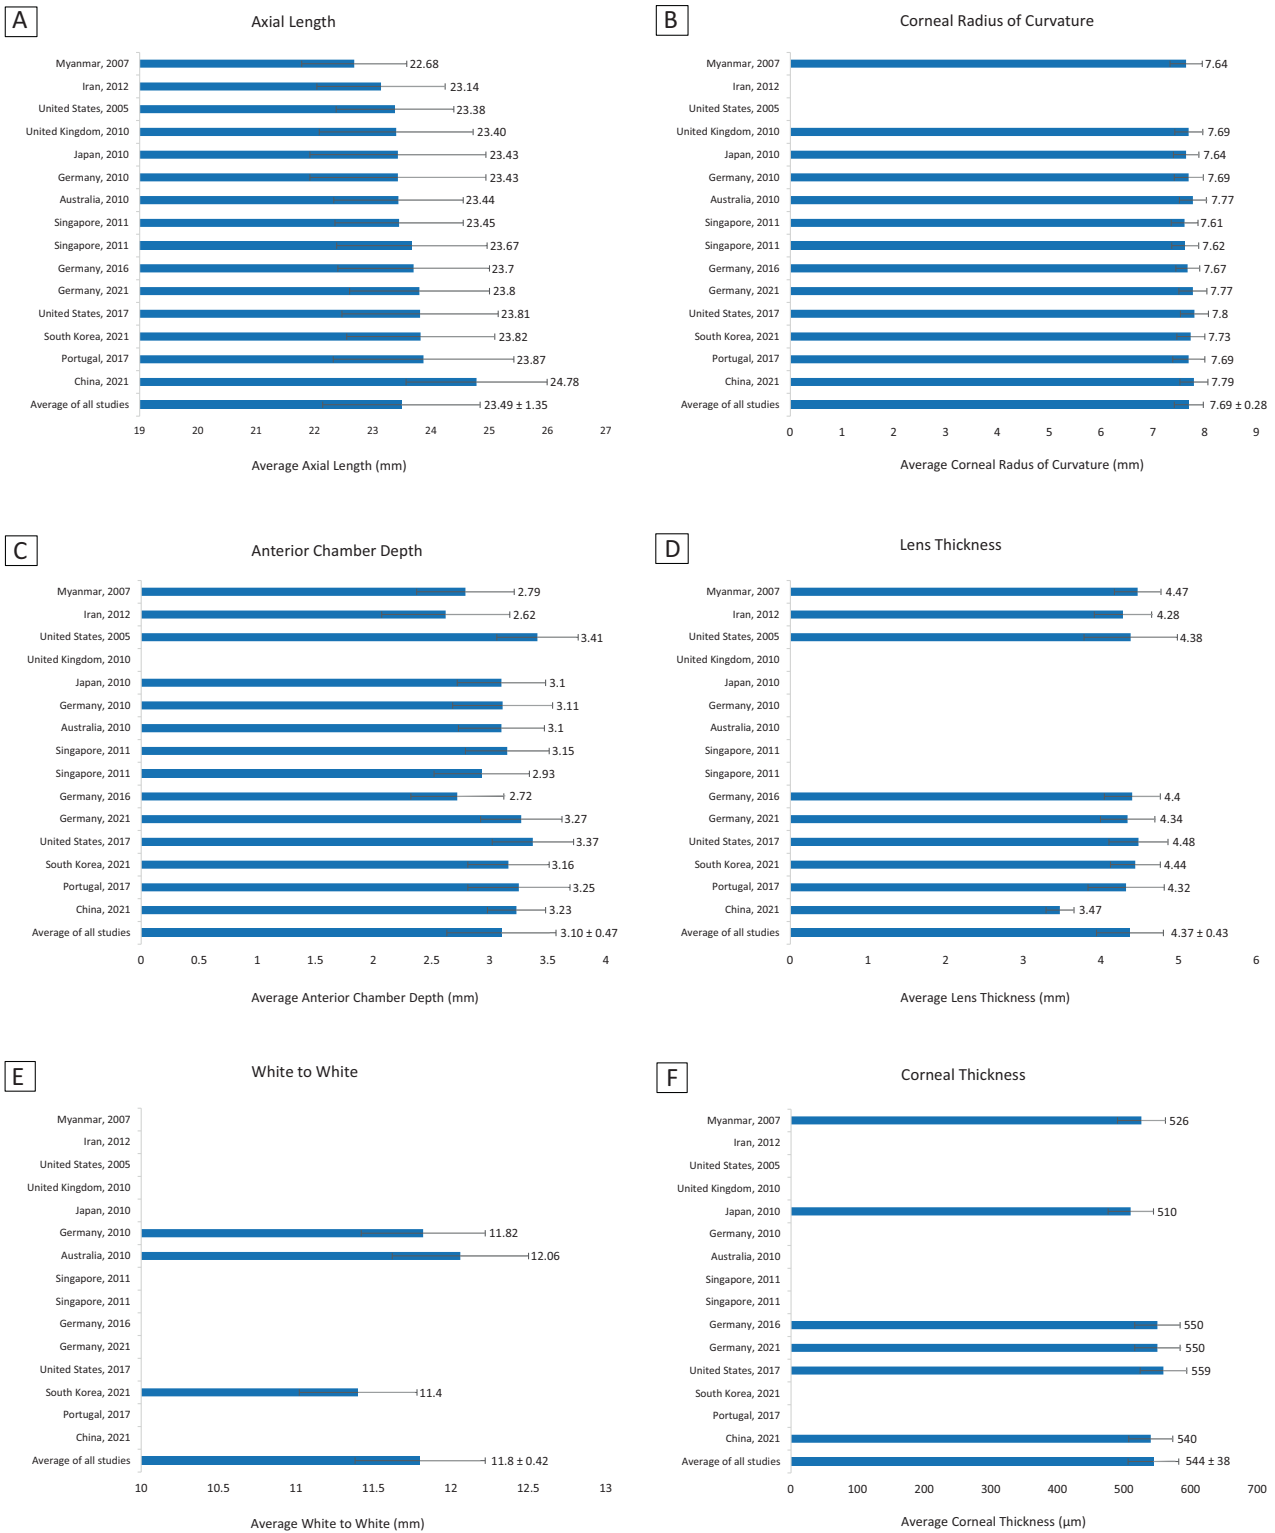 A
Axial Length
Myanmar, 2007 22.68
Iran, 2012 23.14
United States, 2005 23.38
United Kingdom, 2010 23.40
Japan, 2010 23.43
Germany, 2010 23.43
Australia, 2010 23.44
Singapore, 2011 23.45
Singapore, 2011 23.67
Germany, 2016 23.7
Germany, 2021 23.8
United States, 2017 23.81
South Korea, 2021 23.82
Portugal, 2017 23.87
China, 2021 24.78
Average of all studies 23.49 ± 1.35
19 20 21 22 23 24 25 26 27
Average Axial Length (mm)
B
Corneal Radius of Curvature
Myanmar, 2007 7.64
Iran, 2012
United States, 2005
United Kingdom, 2010 7.69
Japan, 2010 7.64
Germany, 2010 7.69
Australia, 2010 7.77
Singapore, 2011 7.61
Singapore, 2011 7.62
Germany, 2016 7.67
Germany, 2021 7.77
United States, 2017 7.8
South Korea, 2021 7.73
Portugal, 2017 7.69
China, 2021 7.79
Average of all studies 7.69 ± 0.28
0 1 2 3 4 5 6 7 8 9
Average Corneal Radius of Curvature (mm)
C
Anterior Chamber Depth
Myanmar, 2007 2.79
Iran, 2012 2.62
United States, 2005 3.41
United Kingdom, 2010
Japan, 2010 3.1
Germany, 2010 3.11
Australia, 2010 3.1
Singapore, 2011 3.15
Singapore, 2011 2.93
Germany, 2016 2.72
Germany, 2021 3.27
United States, 2017 3.37
South Korea, 2021 3.16
Portugal, 2017 3.25
China, 2021 3.23
Average of all studies 3.10 ± 0.47
0 0.5 1 1.5 2 2.5 3 3.5 4
Average Anterior Chamber Depth (mm)
D
Lens Thickness
Myanmar, 2007 4.47
Iran, 2012 4.28
United States, 2005 4.38
United Kingdom, 2010
Japan, 2010
Germany, 2010
Australia, 2010
Singapore, 2011
Singapore, 2011
Germany, 2016 4.4
Germany, 2021 4.34
United States, 2017 4.48
South Korea, 2021 4.44
Portugal, 2017 4.32
China, 2021 3.47
Average of all studies 4.37 ± 0.43
0 1 2 3 4 5 6
Average Lens Thickness (mm)
E
White to White
Myanmar, 2007
Iran, 2012
United States, 2005
United Kingdom, 2010
Japan, 2010
Germany, 2010 11.82
Australia, 2010 12.06
Singapore, 2011
Singapore, 2011
Germany, 2016
Germany, 2021
United States, 2017
South Korea, 2021 11.4
Portugal, 2017
China, 2021
Average of all studies 11.8 ± 0.42
10 10.5 11 11.5 12 12.5 13
Average White to White (mm)
F
Corneal Thickness
Myanmar, 2007 526
Iran, 2012
United States, 2005
United Kingdom, 2010
Japan, 2010 510
Germany, 2010
Australia, 2010
Singapore, 2011
Singapore, 2011
Germany, 2016 550
Germany, 2021 550
United States, 2017 559
South Korea, 2021
Portugal, 2017
China, 2021 540
Average of all studies 544 ± 38
0 100 200 300 400 500 600 700
Average Corneal Thickness (µm)